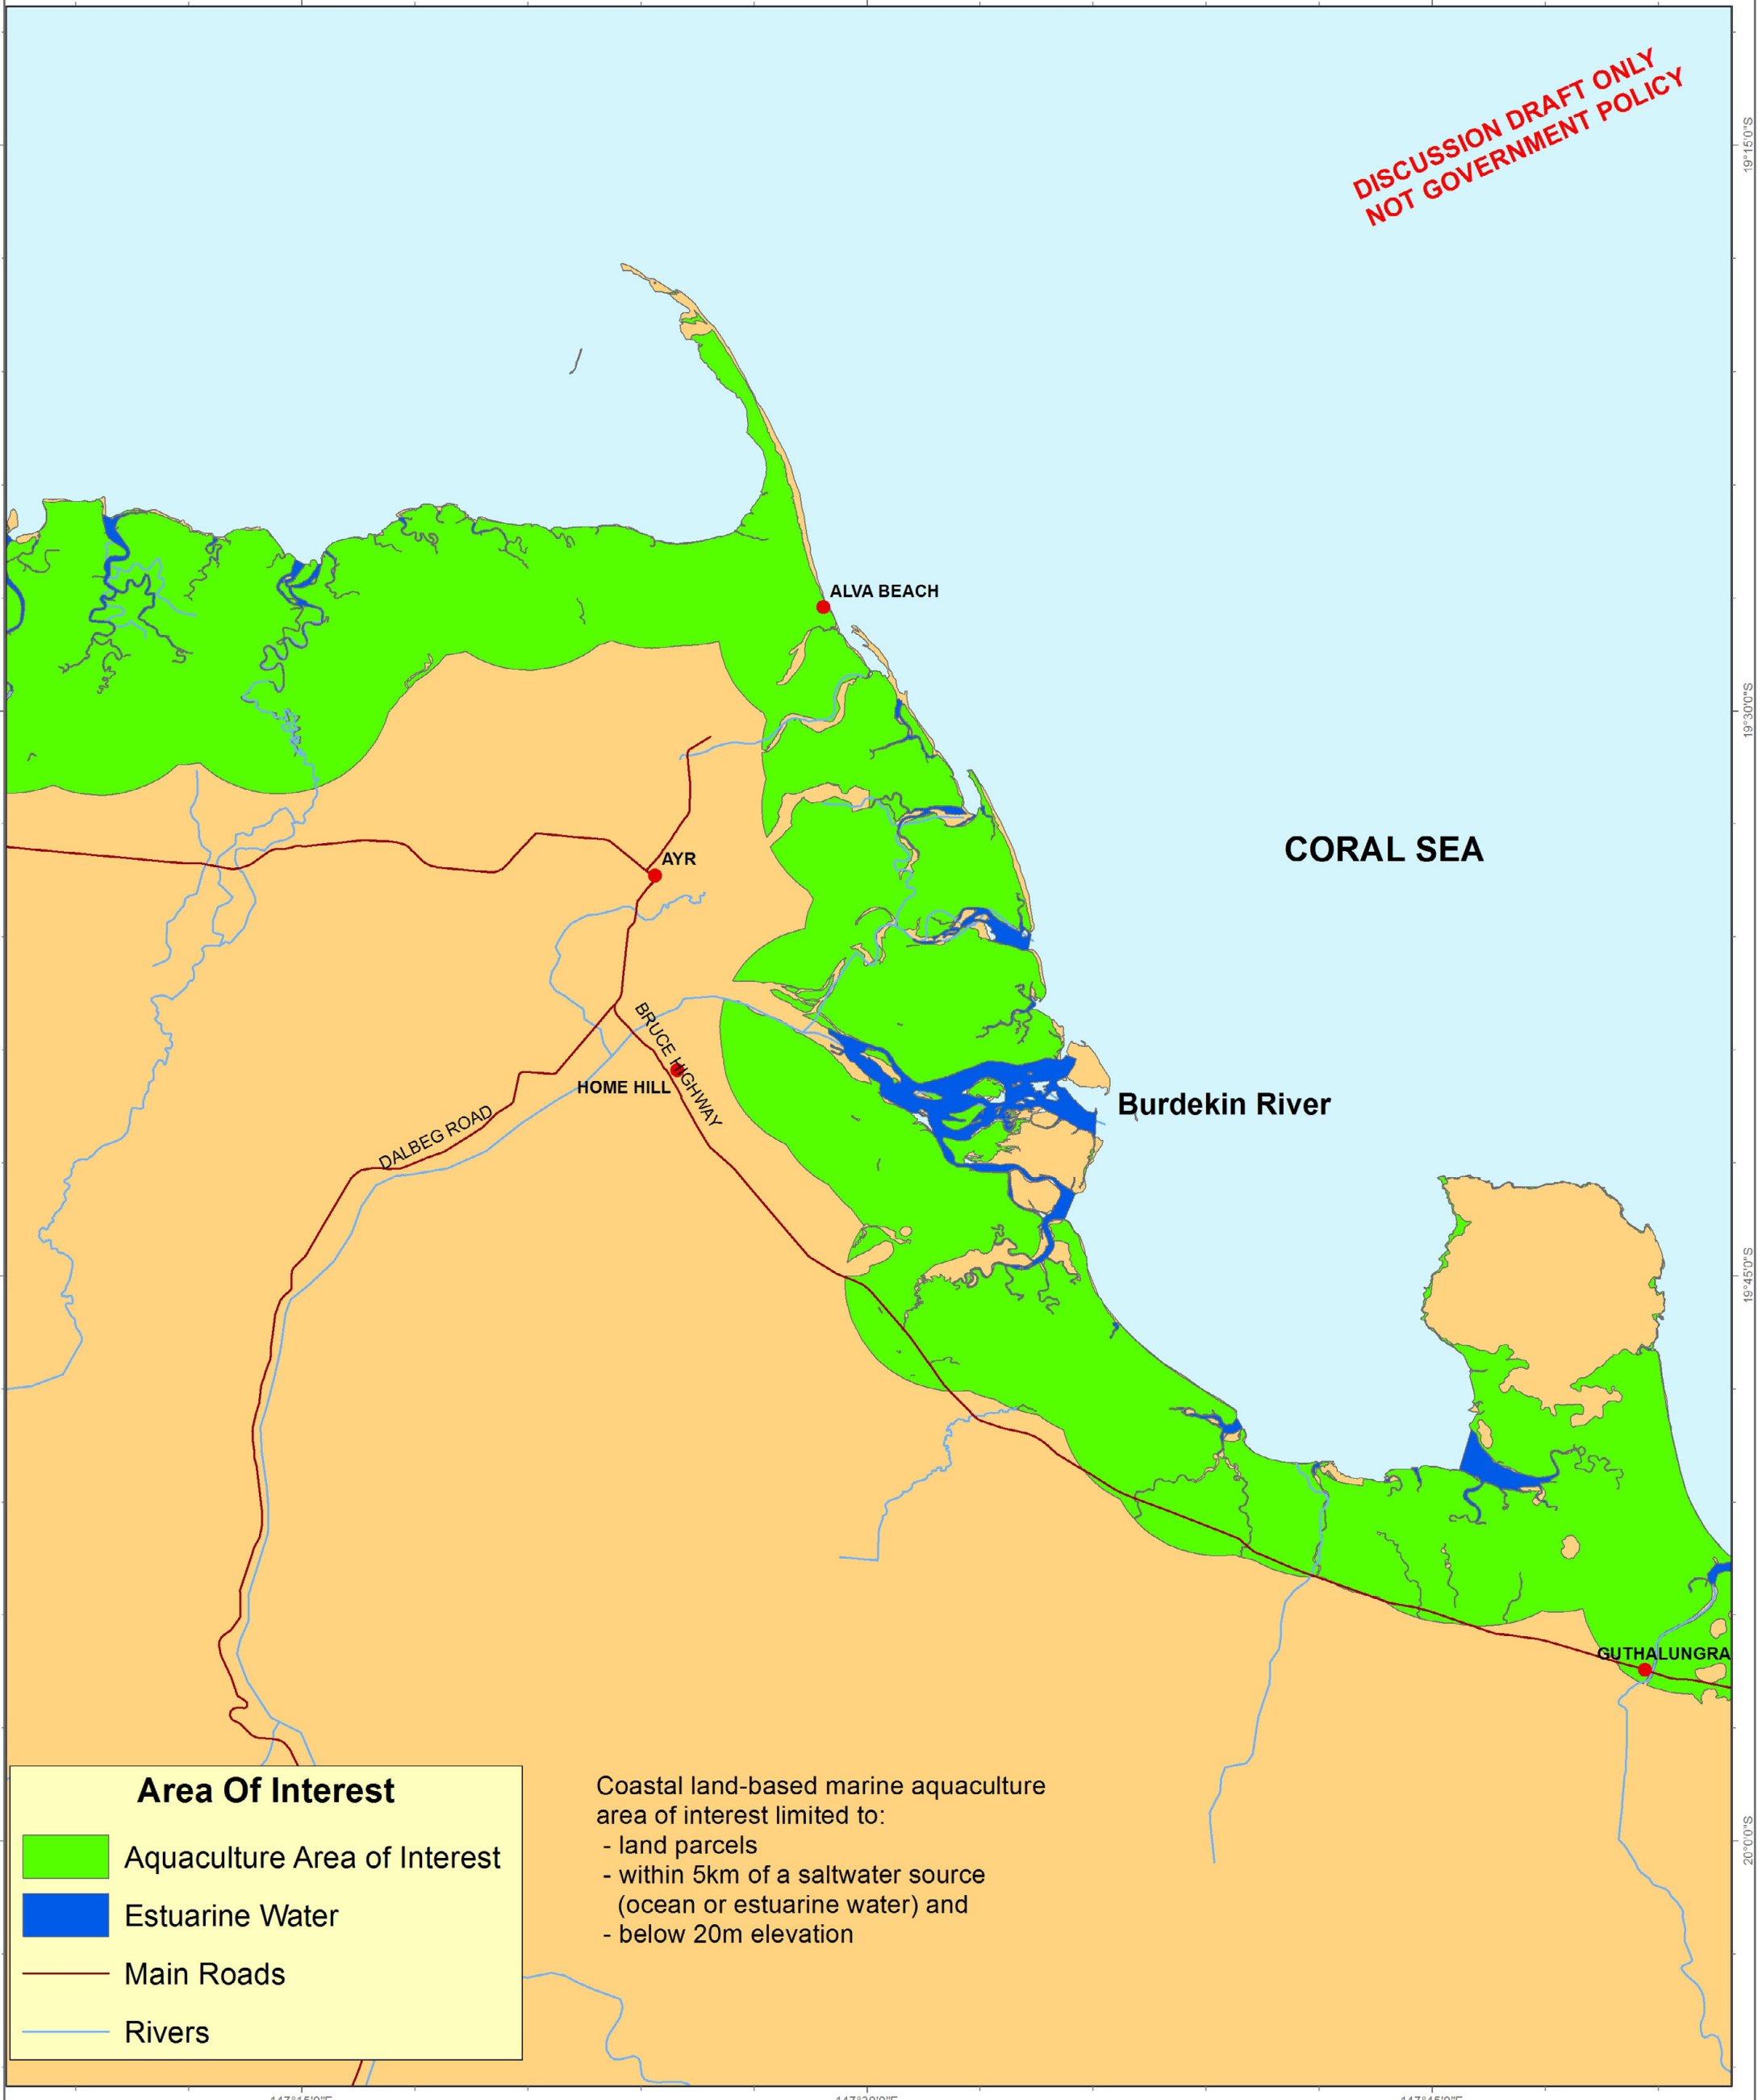 DISCUSSION DRAFT ONLY
NOT GOVERNMENT POLICY
19°15'0"S
ALVA BEACH
19°30'0"S
CORAL SEA
AYR
BRUCE HIGHWAY
HOME HILL
Burdekin River
DALBEG ROAD
19°45'0"S
GUTHALUNGRA
Area Of Interest
Aquaculture Area of Interest
Estuarine Water
Main Roads
Rivers
Coastal land-based marine aquaculture
area of interest limited to:
- land parcels
- within 5km of a saltwater source
(ocean or estuarine water) and
- below 20m elevation
20°0'0"S